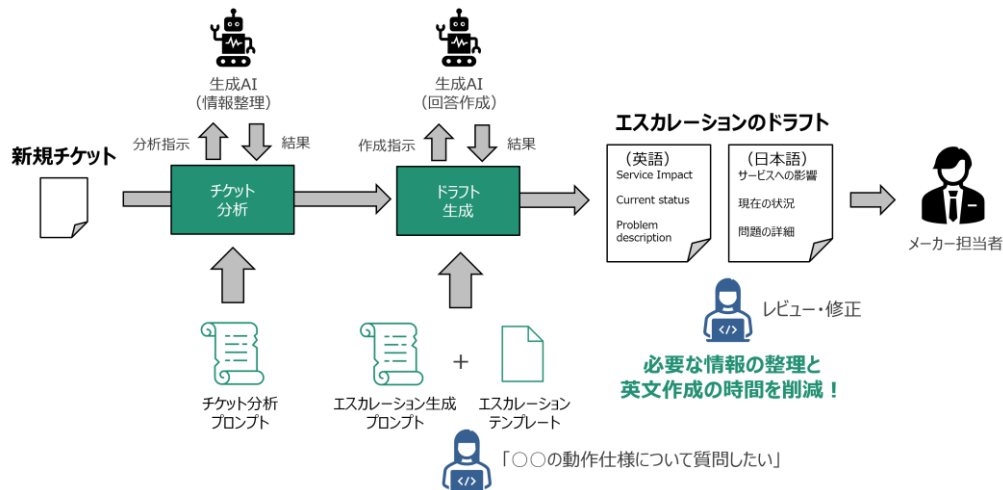 生成AI
(情報整理)
生成AI
(回答作成)
分析指示
結果
作成指示
結果
エスカレーションのドラフト
新規チケット
チケット
分析
ドラフト
生成
(英語)
Service Impact
Current status
Problem
description
(日本語)
サービスへの影響
現在の状況
問題の詳細
メーカー担当者
レビュー・修正
必要な情報の整理と
英文作成の時間を削減！
チケット分析
プロンプト
エスカレーション生成
プロンプト
+
エスカレーション
テンプレート
「○○の動作仕様について質問したい」